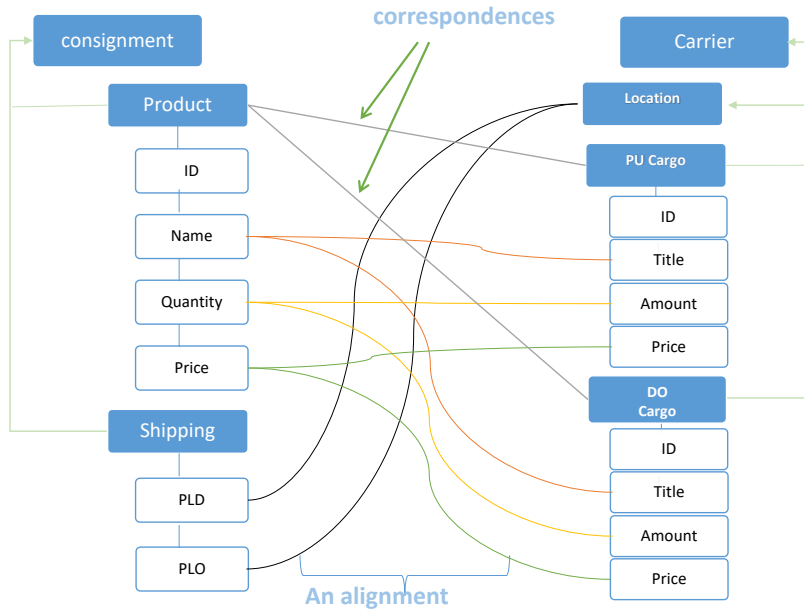 correspondences
consignment
Product
ID
Name
Quantity
Price
Shipping
PLD
PLO
An alignment
Carrier
Location
PU Cargo
ID
Title
Amount
Price
DO
Cargo
ID
Title
Amount
Price